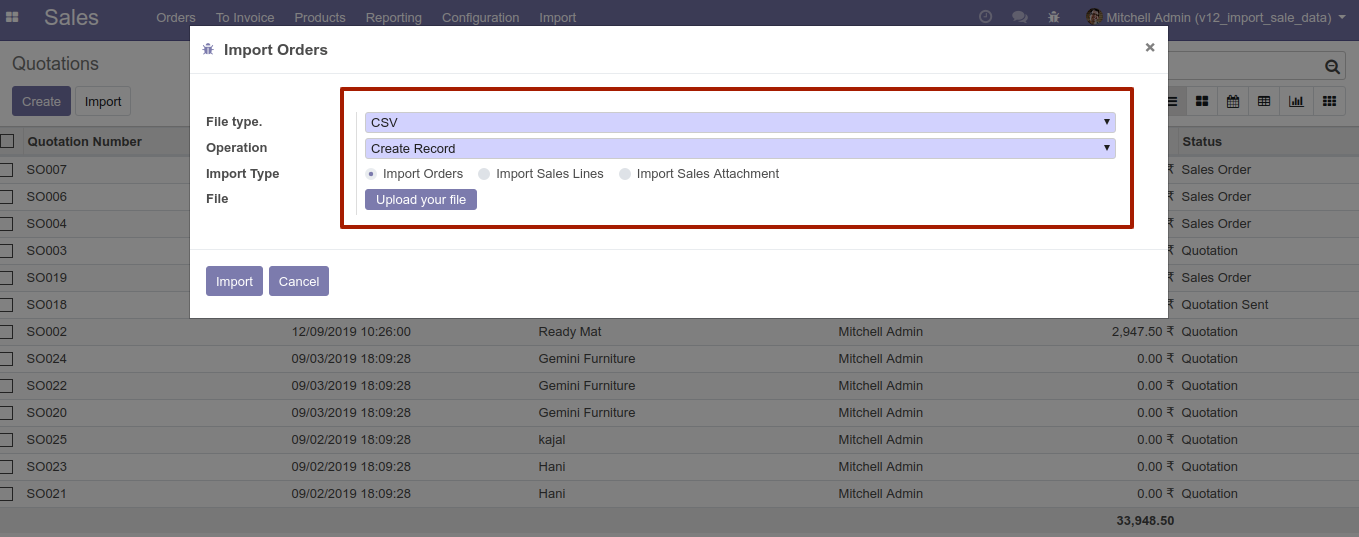 Sales Orders To Invoice Products Reporting Configuration Import Mitchell Admin (v12_import_sale_data)
Quotations
Create Import
Import Orders ×
File type. CSV
Operation Create Record
Import Type Import Orders Import Sales Lines Import Sales Attachment
File Upload your file
Import Cancel
Quotation Number Status
SO007 ₹ Sales Order
SO006 ₹ Sales Order
SO004 ₹ Sales Order
SO003 ₹ Quotation
SO019 ₹ Sales Order
SO018 ₹ Quotation Sent
SO002 12/09/2019 10:26:00 Ready Mat Mitchell Admin 2,947.50 ₹ Quotation
SO024 09/03/2019 18:09:28 Gemini Furniture Mitchell Admin 0.00 ₹ Quotation
SO022 09/03/2019 18:09:28 Gemini Furniture Mitchell Admin 0.00 ₹ Quotation
SO020 09/03/2019 18:09:28 Gemini Furniture Mitchell Admin 0.00 ₹ Quotation
SO025 09/02/2019 18:09:28 kajal Mitchell Admin 0.00 ₹ Quotation
SO023 09/02/2019 18:09:28 Hani Mitchell Admin 0.00 ₹ Quotation
SO021 09/02/2019 18:09:28 Hani Mitchell Admin 0.00 ₹ Quotation
33,948.50